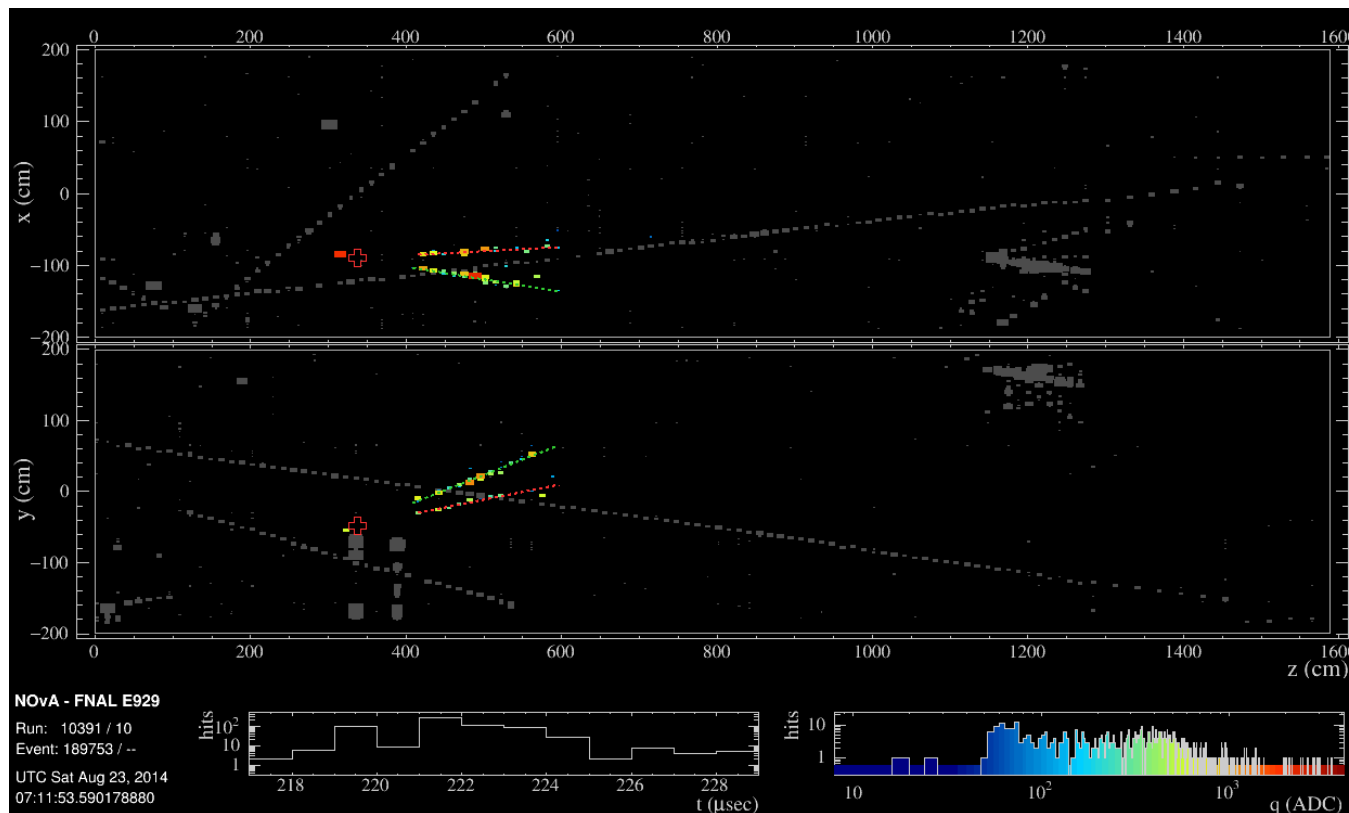 0 200 400 600 800 1000 1200 1400 1600
200
100
0
−100
−200
x (cm)
200
100
0
−100
−200
y (cm)
0 200 400 600 800 1000 1200 1400 1600
z (cm)
NOvA - FNAL E929
Run: 10391 / 10
Event: 189753 / --
UTC Sat Aug 23, 2014
07:11:53.590178880
hits
10²
10
1
218 220 222 224 226 228
t (μsec)
hits
10
1
10 10² 10³
q (ADC)